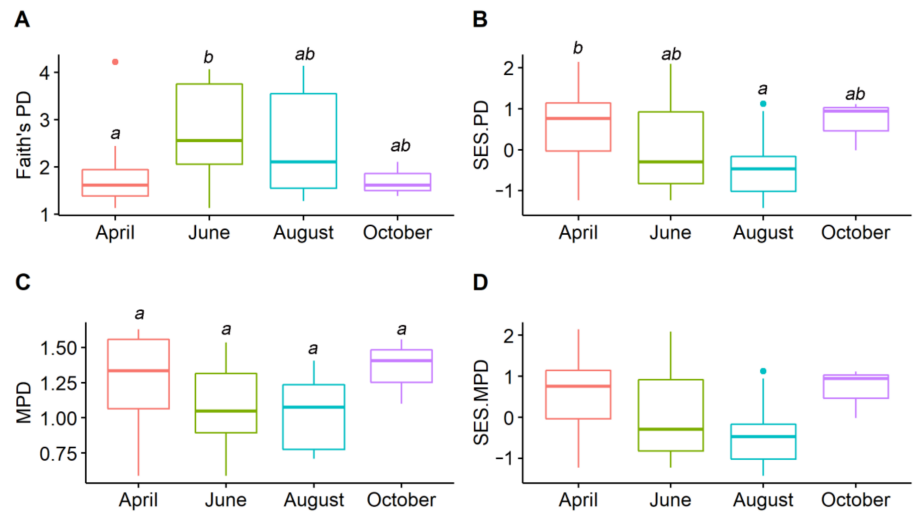 A
Faith's PD
4
3
2
1
a
b
ab
ab
April June August October
B
SES.PD
2
1
0
−1
b
ab
a
ab
April June August October
C
MPD
1.50
1.25
1.00
0.75
a
a
a
a
April June August October
D
SES.MPD
2
1
0
−1
April June August October